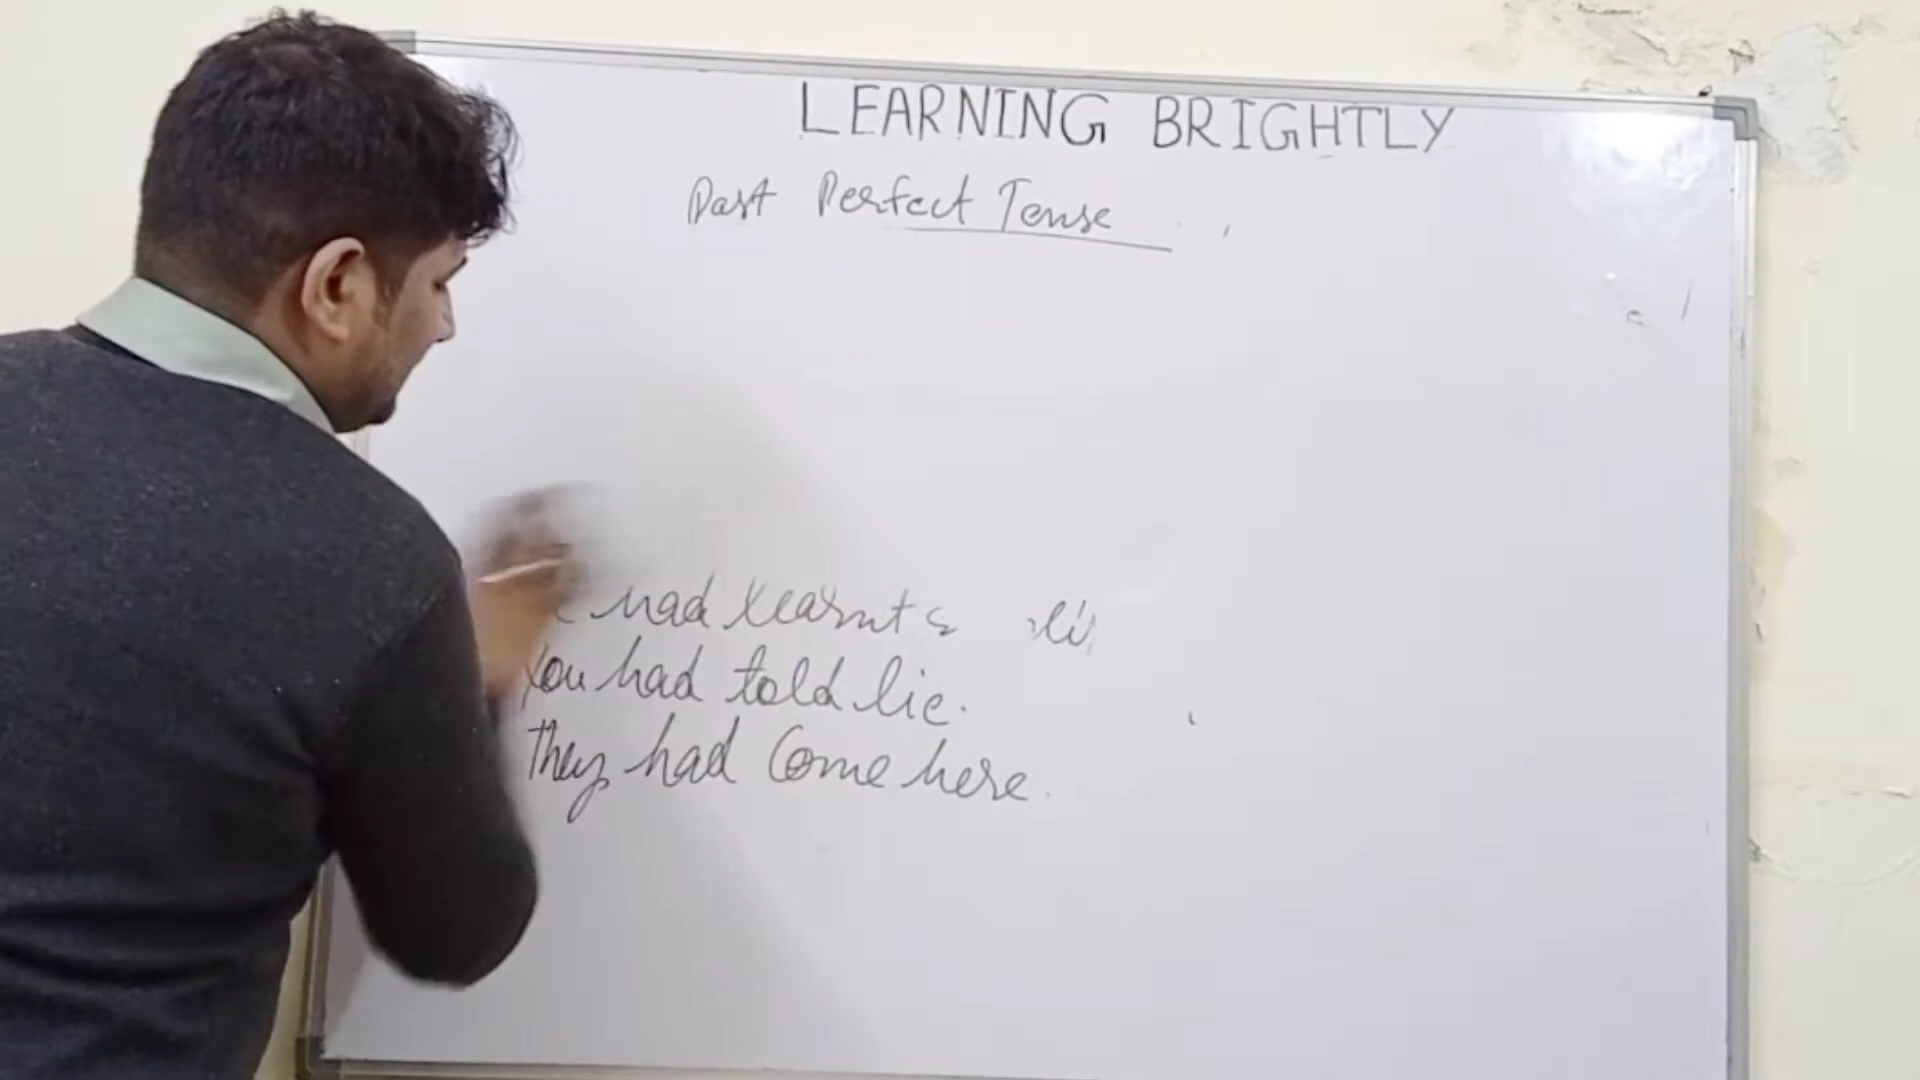 LEARNING BRIGHTLY
Past Perfect Tense
had learnt
You had told lie.
They had Come here.